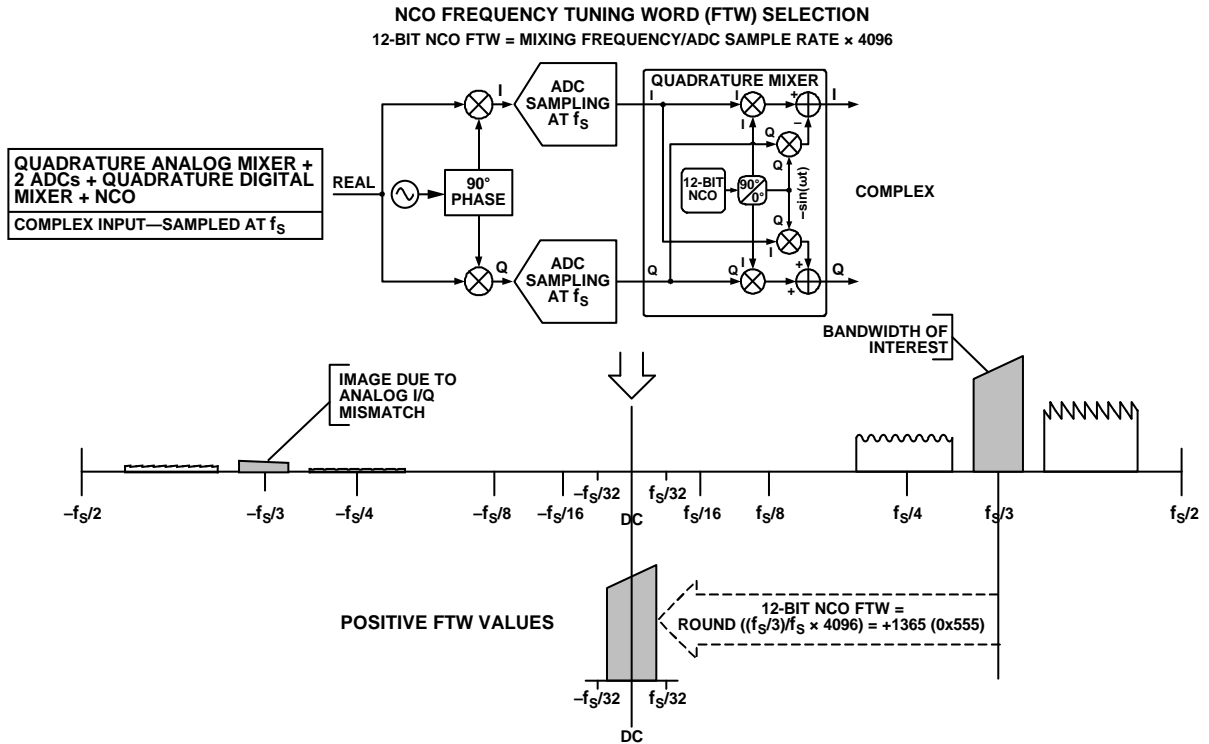 NCO FREQUENCY TUNING WORD (FTW) SELECTION
12-BIT NCO FTW = MIXING FREQUENCY/ADC SAMPLE RATE × 4096
QUADRATURE ANALOG MIXER +
2 ADCs + QUADRATURE DIGITAL
MIXER + NCO
COMPLEX INPUT—SAMPLED AT fS
REAL
90°
PHASE
I
ADC
SAMPLING
AT fS
Q
ADC
SAMPLING
AT fS
QUADRATURE MIXER
I
I
I
+
–
I
Q
Q
12-BIT
NCO
90°
0°
–sin(ωt)
COMPLEX
Q
I
Q
Q
I
+
+
Q
BANDWIDTH OF
INTEREST
IMAGE DUE TO
ANALOG I/Q
MISMATCH
–fS/2
–fS/3
–fS/4
–fS/8
–fS/16
–fS/32
DC
fS/32
fS/16
fS/8
fS/4
fS/3
fS/2
POSITIVE FTW VALUES
12-BIT NCO FTW =
ROUND ((fS/3)/fS × 4096) = +1365 (0x555)
–fS/32
fS/32
DC